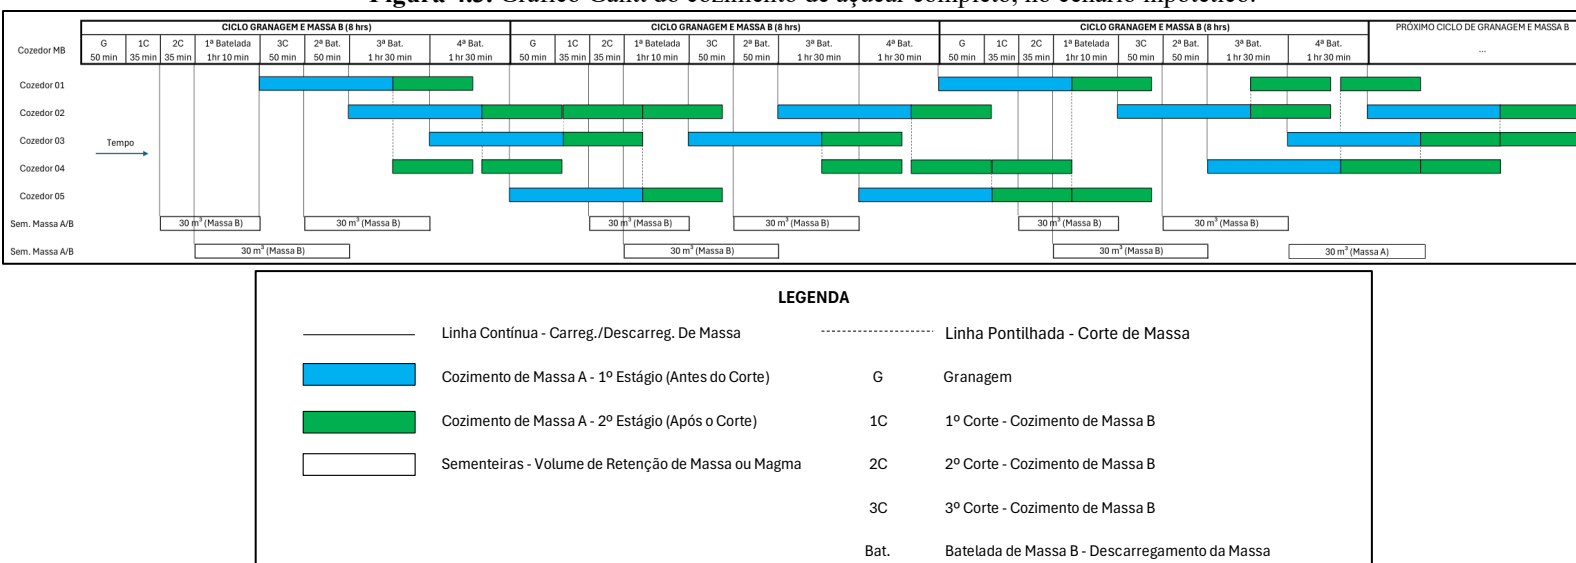 Figura 4.3. Gráfico Gantt do cozimento de açúcar completo, no cenário hipotético.
CICLO GRANAGEM E MASSA B (8 hrs) CICLO GRANAGEM E MASSA B (8 hrs) CICLO GRANAGEM E MASSA B (8 hrs) PRÓXIMO CICLO DE GRANAGEM E MASSA B
Cozedor MB
G 1C 2C 1ª Batelada 3C 2ª Bat. 3ª Bat. 4ª Bat. G 1C 2C 1ª Batelada 3C 2ª Bat. 3ª Bat. 4ª Bat. G 1C 2C 1ª Batelada 3C 2ª Bat. 3ª Bat. 4ª Bat. ...
50 min 35 min 35 min 1hr 10 min 50 min 50 min 1 hr 30 min 1 hr 30 min 50 min 35 min 35 min 1hr 10 min 50 min 50 min 1 hr 30 min 1 hr 30 min 50 min 35 min 35 min 1hr 10 min 50 min 50 min 1 hr 30 min 1 hr 30 min
Cozedor 01
Cozedor 02
Cozedor 03 Tempo
Cozedor 04
Cozedor 05
Sem. Massa A/B 30 m³ (Massa B) 30 m³ (Massa B) 30 m³ (Massa B) 30 m³ (Massa B) 30 m³ (Massa B) 30 m³ (Massa B)
Sem. Massa A/B 30 m³ (Massa B) 30 m³ (Massa B) 30 m³ (Massa B) 30 m³ (Massa A)
LEGENDA
Linha Contínua - Carreg./Descarreg. De Massa Linha Pontilhada - Corte de Massa
Cozimento de Massa A - 1º Estágio (Antes do Corte) G Granagem
Cozimento de Massa A - 2º Estágio (Após o Corte) 1C 1º Corte - Cozimento de Massa B
Sementeiras - Volume de Retenção de Massa ou Magma 2C 2º Corte - Cozimento de Massa B
3C 3º Corte - Cozimento de Massa B
Bat. Batelada de Massa B - Descarregamento da Massa